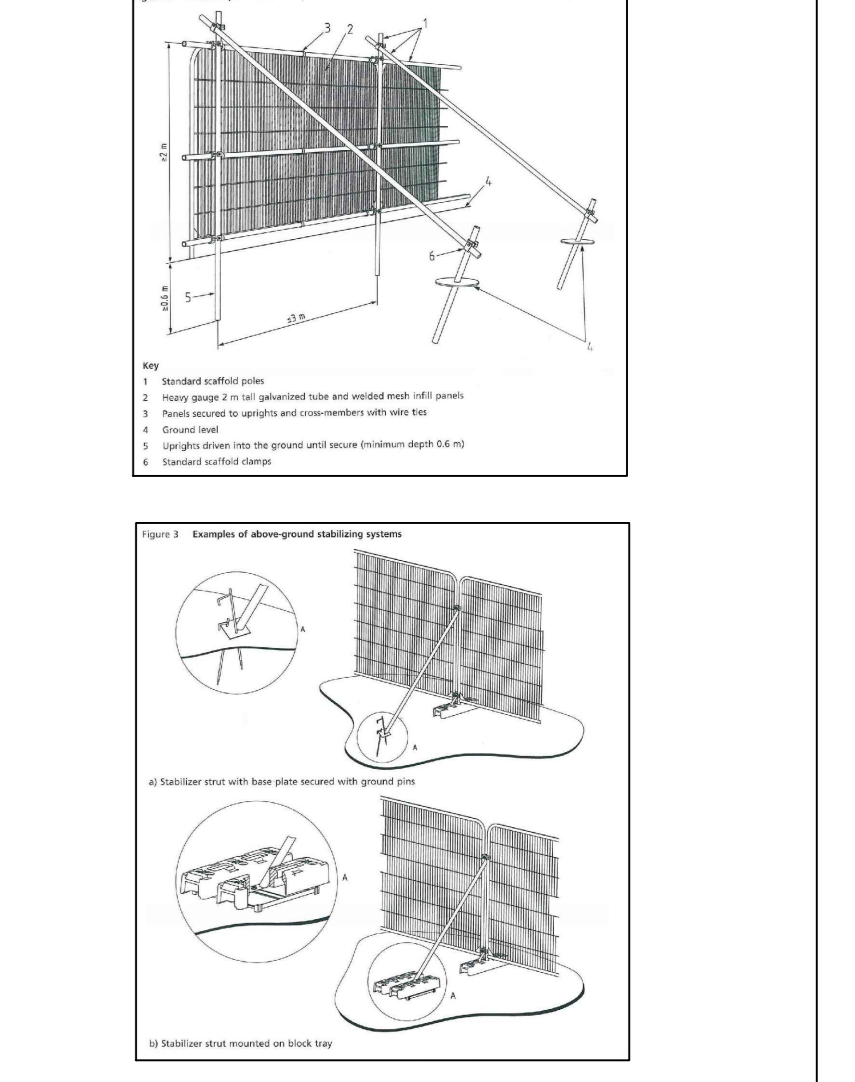 3
2
1
≥2 m
4
6
≥0.6 m
5
≤3 m
4
Key
1 Standard scaffold poles
2 Heavy gauge 2 m tall galvanized tube and welded mesh infill panels
3 Panels secured to uprights and cross-members with wire ties
4 Ground level
5 Uprights driven into the ground until secure (minimum depth 0.6 m)
6 Standard scaffold clamps
Figure 3 Examples of above-ground stabilizing systems
A
A
a) Stabilizer strut with base plate secured with ground pins
A
A
b) Stabilizer strut mounted on block tray